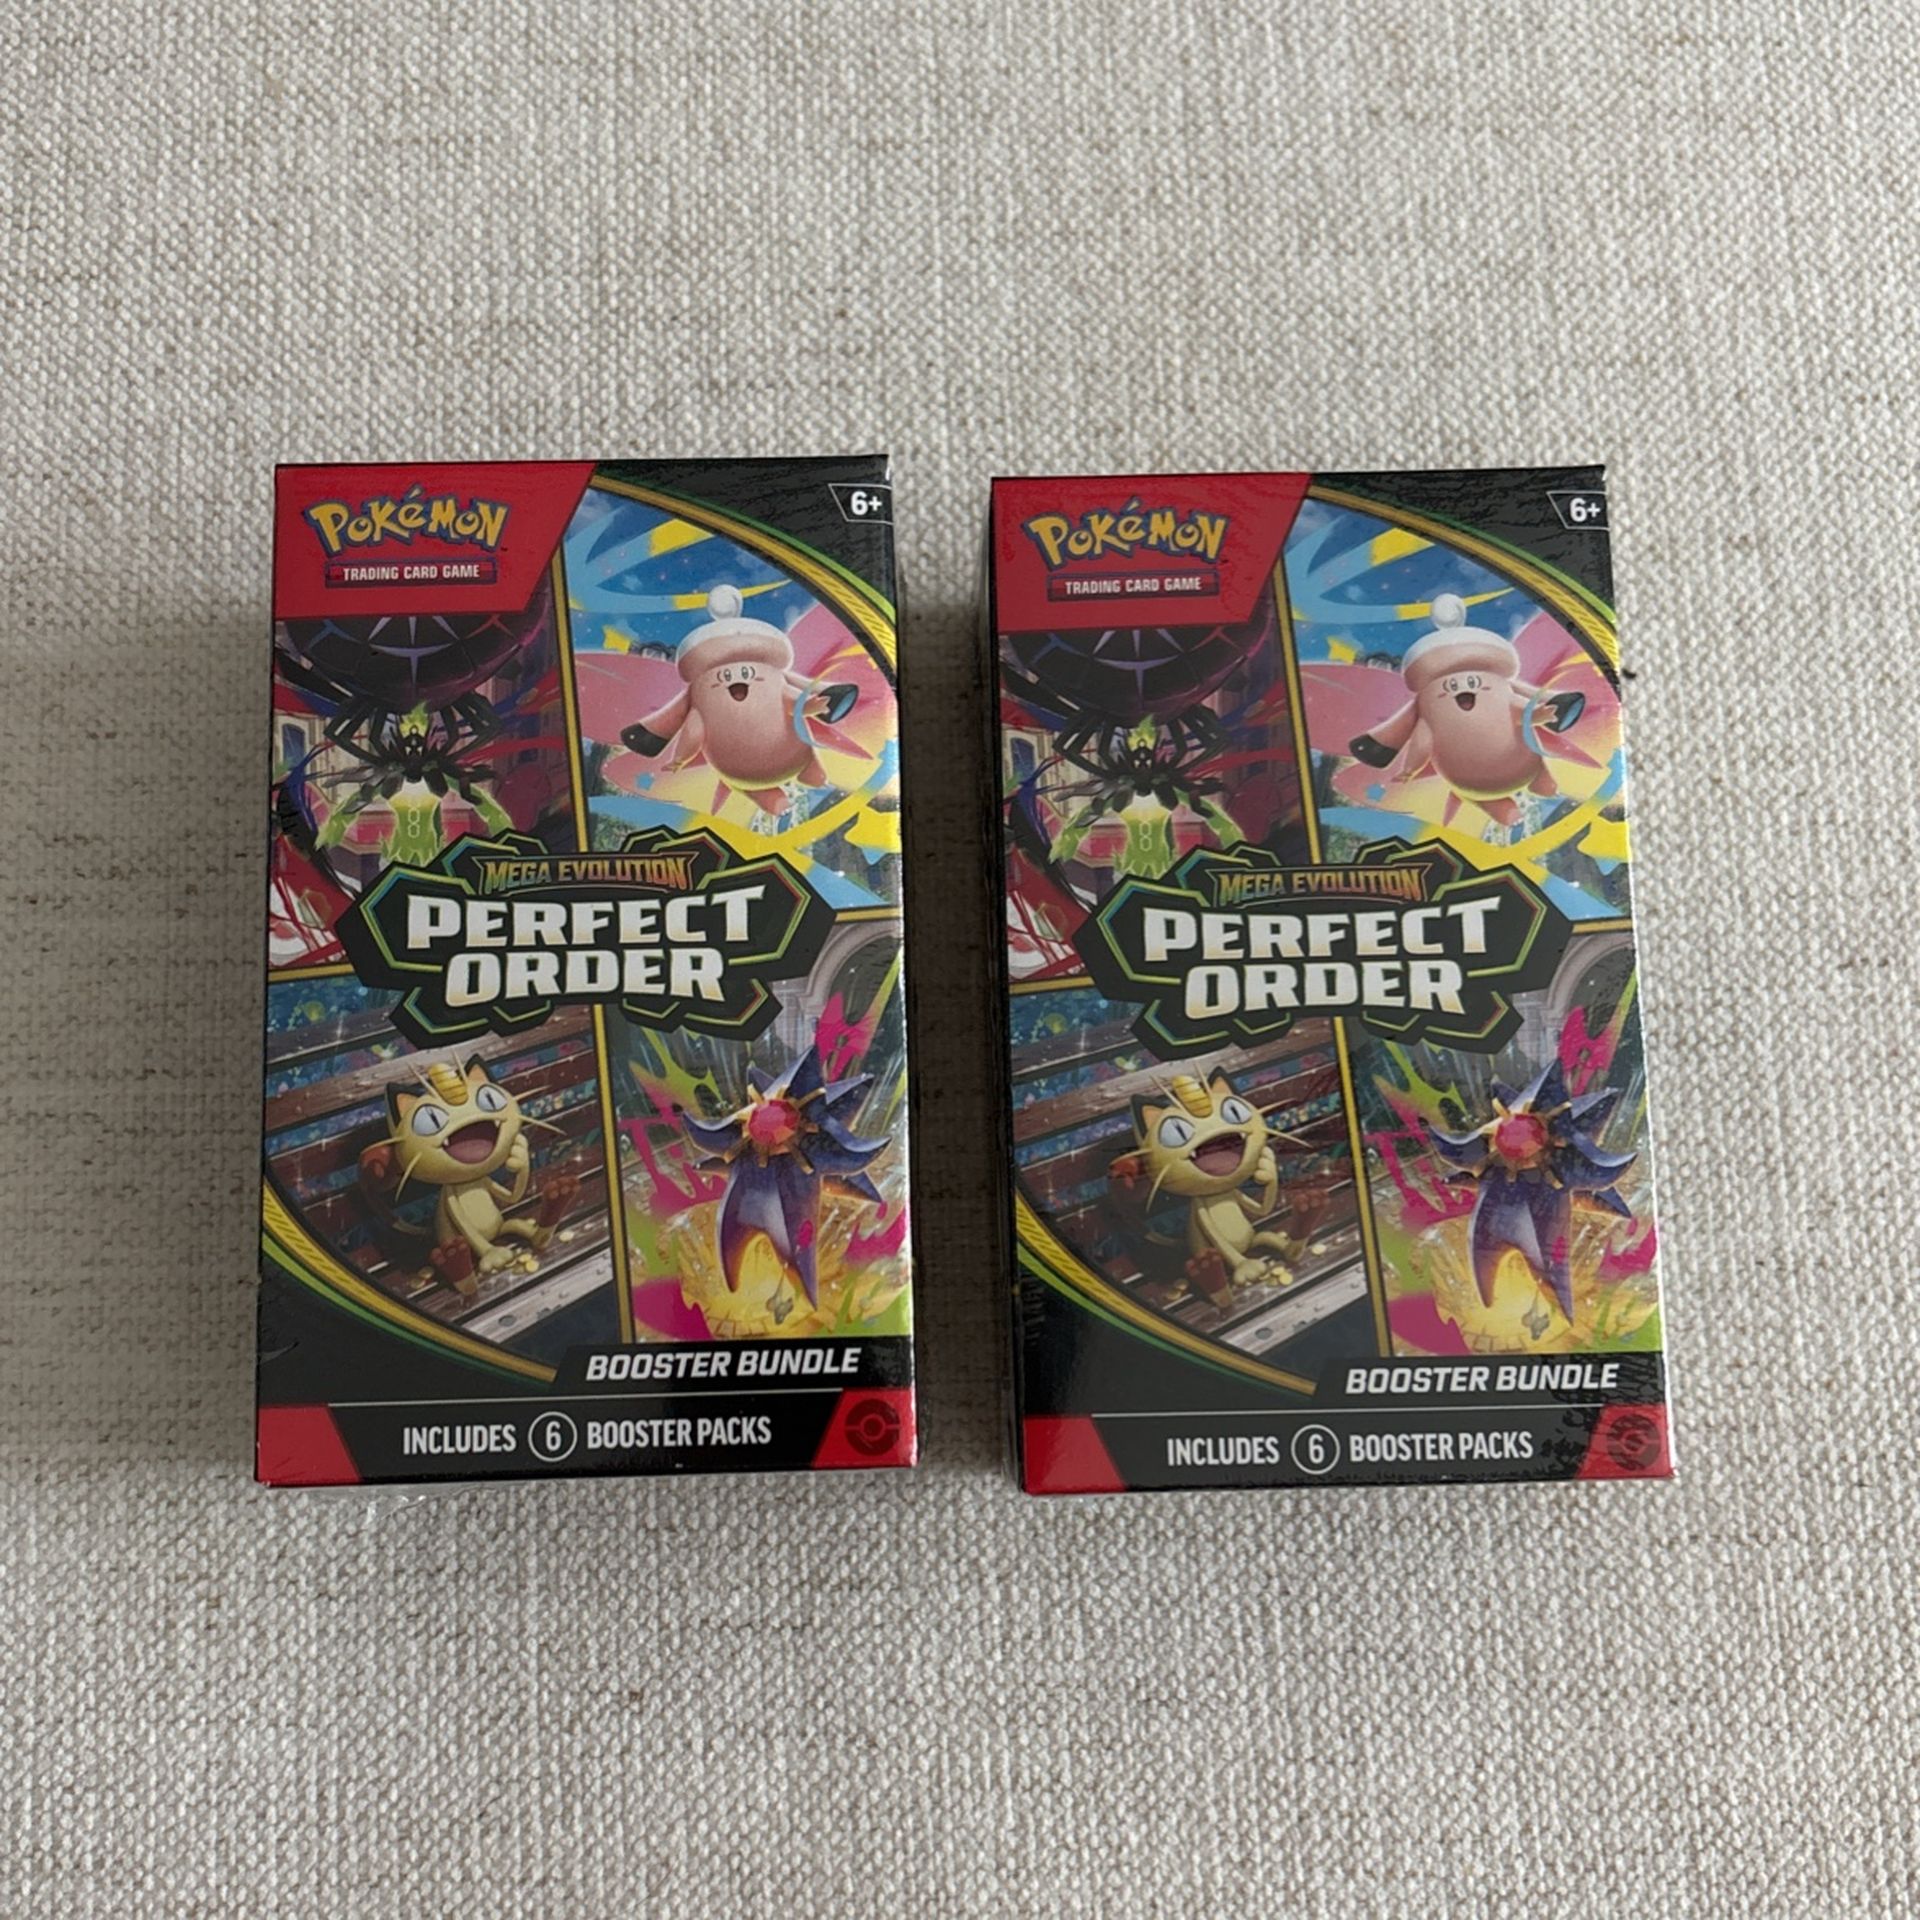 POKéMON
TRADING CARD GAME
6+
MEGA EVOLUTION
PERFECT
ORDER
BOOSTER BUNDLE
INCLUDES 6 BOOSTER PACKS
POKéMON
TRADING CARD GAME
6+
MEGA EVOLUTION
PERFECT
ORDER
BOOSTER BUNDLE
INCLUDES 6 BOOSTER PACKS